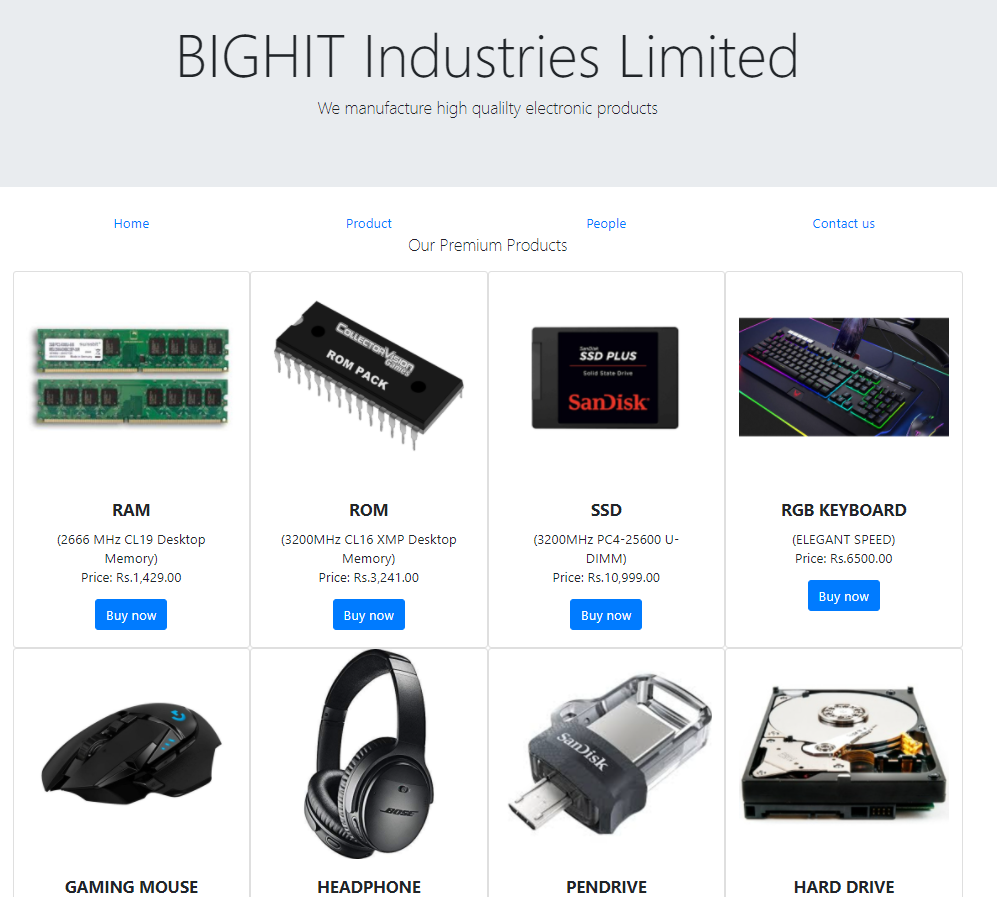 BIGHIT Industries Limited
We manufacture high qualilty electronic products
Home
Product
People
Contact us
Our Premium Products
COLLECTORVISION
GAMES
ROM PACK
SanDisk
SSD PLUS
Solid State Drive
SanDisk
RAM
(2666 MHz CL19 Desktop
Memory)
Price: Rs.1,429.00
Buy now
ROM
(3200MHz CL16 XMP Desktop
Memory)
Price: Rs.3,241.00
Buy now
SSD
(3200MHz PC4-25600 U-
DIMM)
Price: Rs.10,999.00
Buy now
RGB KEYBOARD
(ELEGANT SPEED)
Price: Rs.6500.00
Buy now
BOSE
SanDisk
GAMING MOUSE
HEADPHONE
PENDRIVE
HARD DRIVE